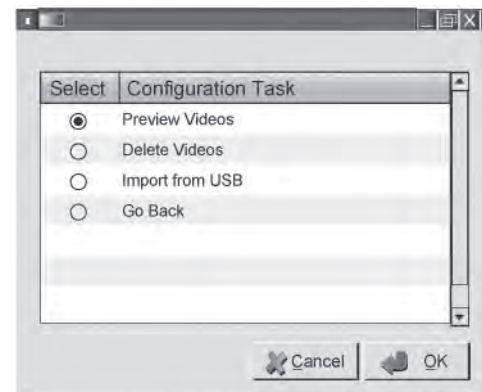 Select Configuration Task
Preview Videos
Delete Videos
Import from USB
Go Back
Cancel OK